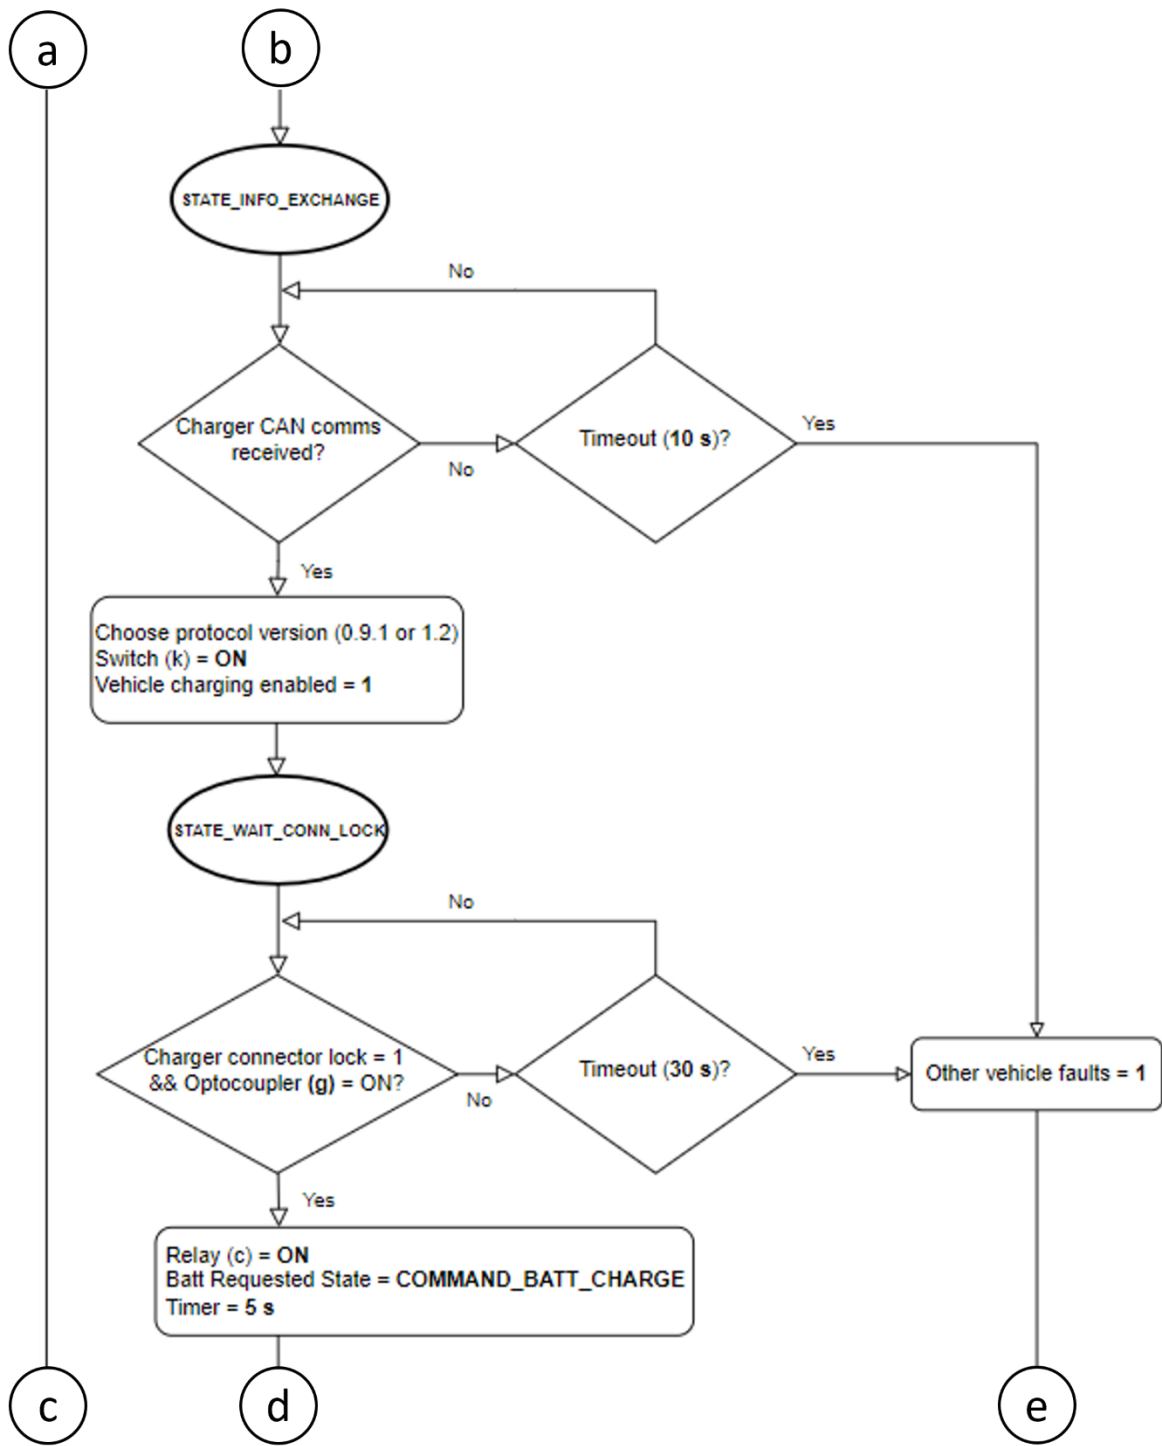 a
b
STATE_INFO_EXCHANGE
No
Charger CAN comms
received?
No
Timeout (10 s)?
Yes
Yes
Choose protocol version (0.9.1 or 1.2)
Switch (k) = ON
Vehicle charging enabled = 1
STATE_WAIT_CONN_LOCK
No
Charger connector lock = 1
&& Optocoupler (g) = ON?
No
Timeout (30 s)?
Yes
Other vehicle faults = 1
Yes
Relay (c) = ON
Batt Requested State = COMMAND_BATT_CHARGE
Timer = 5 s
c
d
e